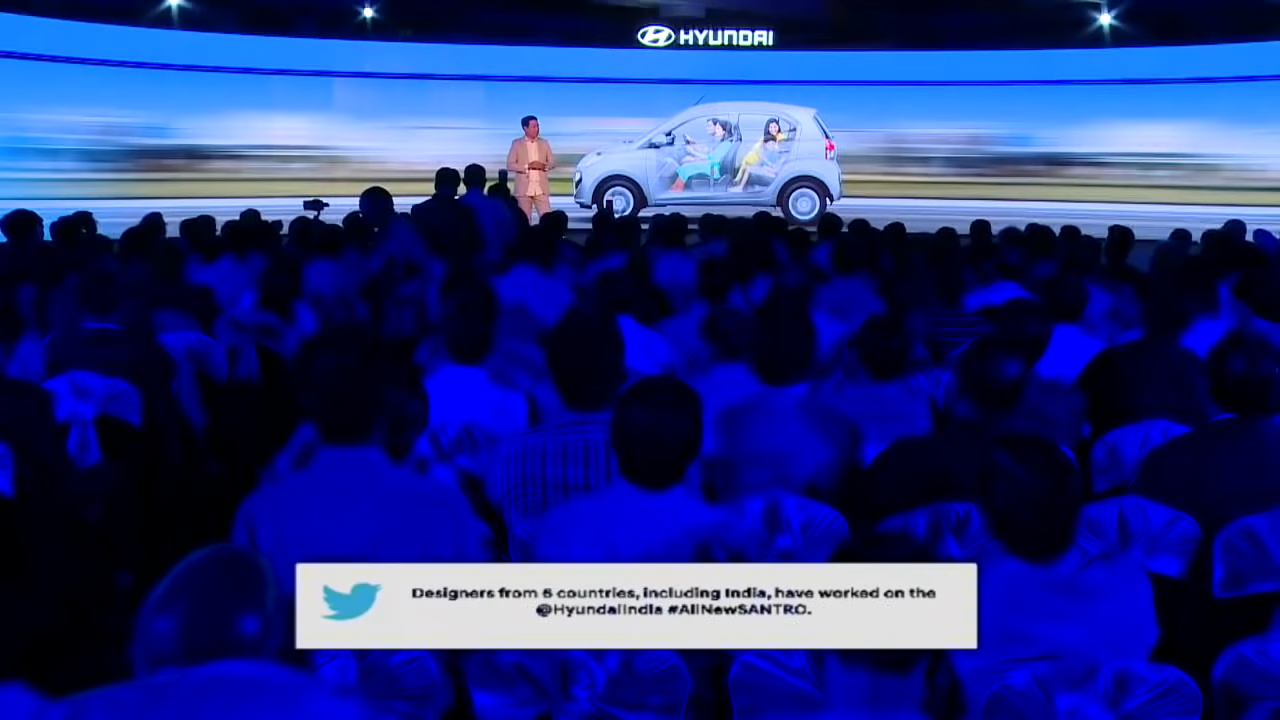 HYUNDAI
Designers from 6 countries, including India, have worked on the
@HyundaiIndia #AllNewSANTRO.